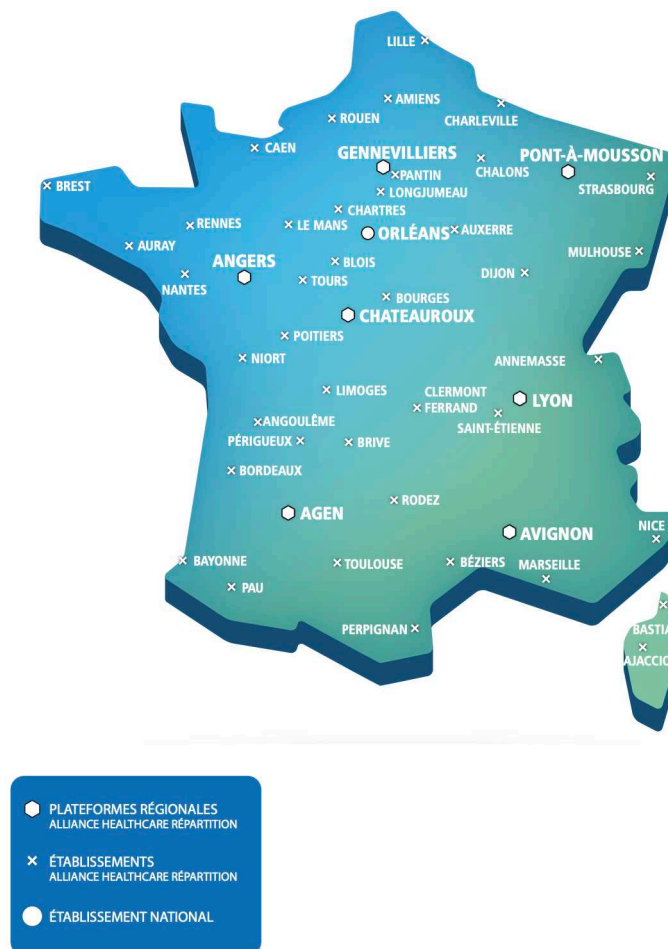 LILLE
AMIENS
ROUEN
CHARLEVILLE
CAEN
GENNEVILLIERS
PONT-À-MOUSSON
CHALONS
PANTIN
STRASBOURG
BREST
LONGJUMEAU
CHARTRES
RENNES
LE MANS
ORLÉANS
AUXERRE
AURAY
MULHOUSE
ANGERS
BLOIS
NANTES
TOURS
DIJON
BOURGES
CHATEAUROUX
POITIERS
NIORT
ANNEMASSE
LIMOGES
CLERMONT
FERRAND
LYON
ANGOULÊME
SAINT-ÉTIENNE
PÉRIGUEUX
BRIVE
BORDEAUX
RODEZ
AGEN
AVIGNON
NICE
BAYONNE
TOULOUSE
BÉZIERS
MARSEILLE
PAU
PERPIGNAN
BASTIA
AJACCIO
PLATEFORMES RÉGIONALES
ALLIANCE HEALTHCARE RÉPARTITION
ÉTABLISSEMENTS
ALLIANCE HEALTHCARE RÉPARTITION
ÉTABLISSEMENT NATIONAL